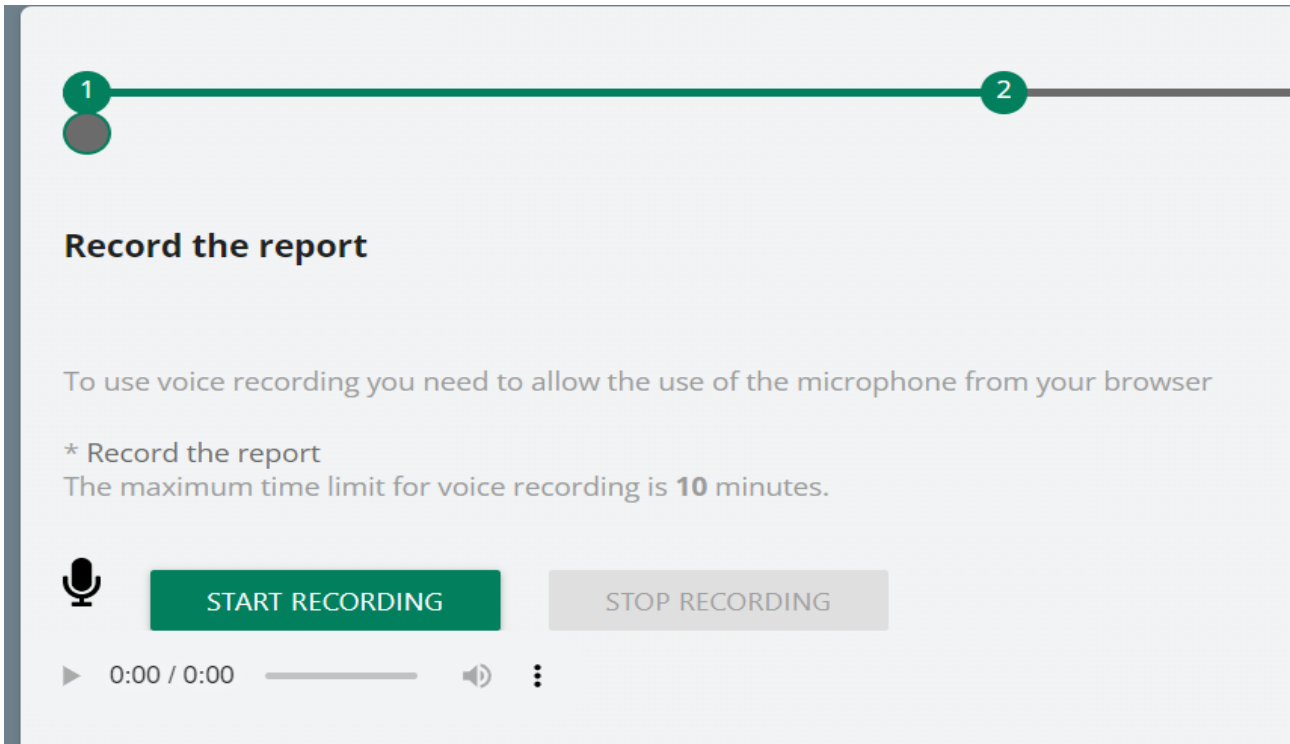 1
2
Record the report
To use voice recording you need to allow the use of the microphone from your browser
* Record the report
The maximum time limit for voice recording is 10 minutes.
START RECORDING
STOP RECORDING
0:00 / 0:00